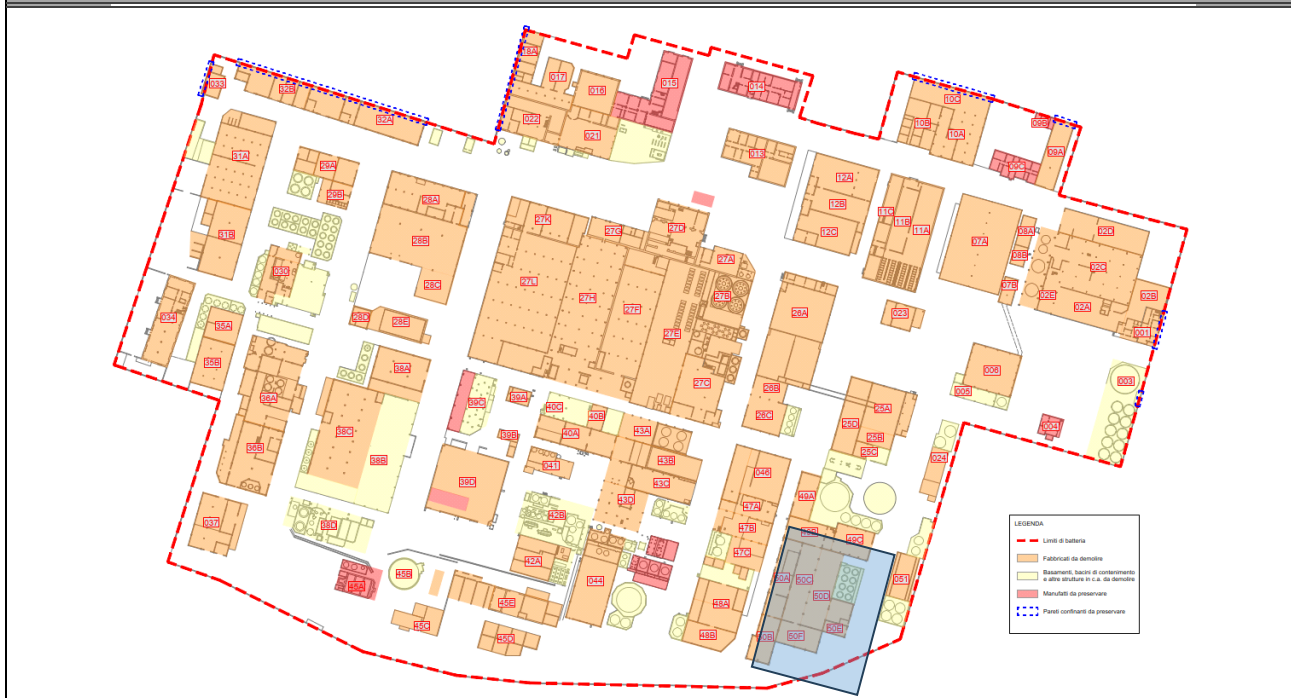 18A
017
016
015
014
022
021
033
32B
32A
10C
10B
10A
09B
09A
09C
013
31A
29A
29B
28A
12A
12B
12C
11C
11B
11A
27K
27G
27D
27A
07A
08A
08B
02D
02C
31B
28B
030
28C
27L
27H
27F
27B
27E
07B
02E
02A
02B
001
034
35A
35B
28D
28E
26A
023
006
005
003
38A
36A
39C
39A
40C
40B
27C
26B
26C
25A
25D
25B
25C
004
38C
39B
40A
43A
36B
38B
041
43B
43C
046
024
39D
43D
49A
47A
037
38D
42B
47B
47C
49C
42A
044
50A
50C
50D
051
46A
45B
45E
48A
45C
45D
48B
50B
50F
50E
LEGENDA
Limiti di batteria
Fabbricati da demolire
Basamenti, bacini di contenimento
e altre strutture in c.a. da demolire
Manufatti da preservare
Pareti confinanti da preservare